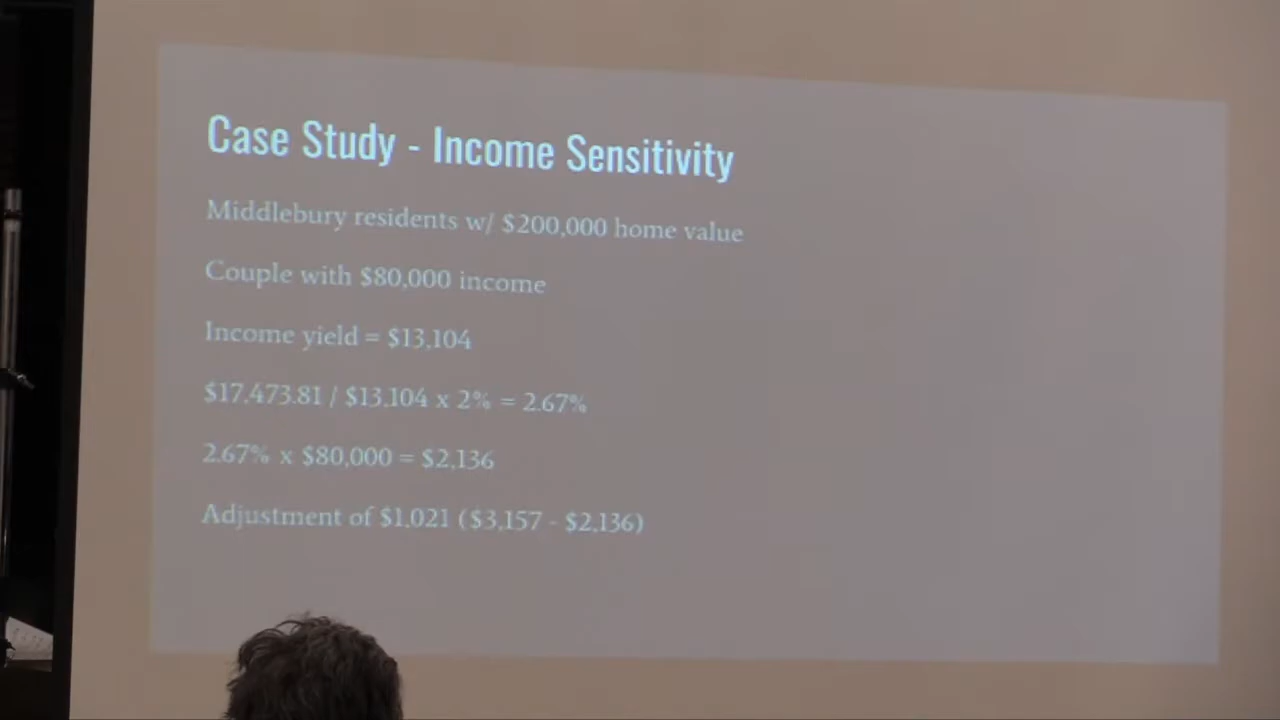 Case Study - Income Sensitivity
Middlebury residents w/ $200,000 home value
Couple with $80,000 income
Income yield = $13,104
$17,473.81 / $13,104 x 2% = 2.67%
2.67% x $80,000 = $2,136
Adjustment of $1,021 ($3,157 - $2,136)